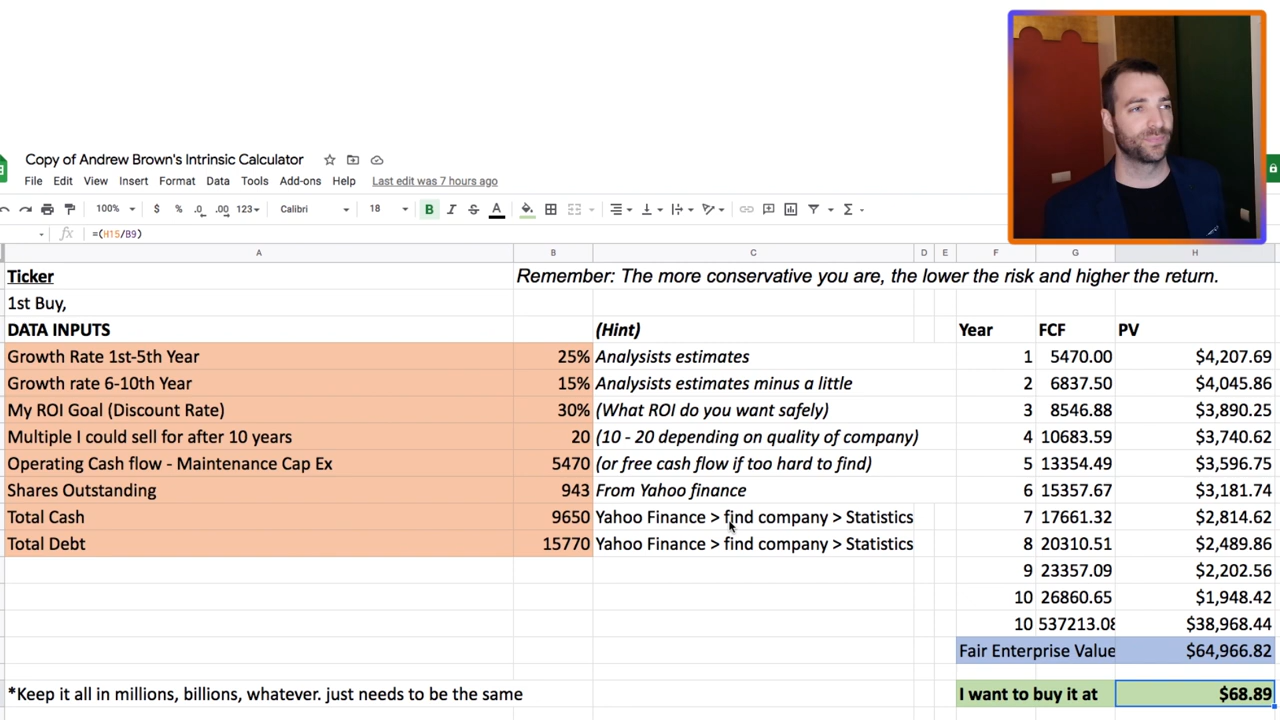 Copy of Andrew Brown's Intrinsic Calculator
File Edit View Insert Format Data Tools Add-ons Help Last edit was 7 hours ago
100% $ % .0 .00 123 Calibri 18 B I S A
fx =(H15/B9)
A B C D E F G H
Ticker Remember: The more conservative you are, the lower the risk and higher the return.
1st Buy,
DATA INPUTS (Hint) Year FCF PV
Growth Rate 1st-5th Year 25% Analysists estimates 1 5470.00 $4,207.69
Growth rate 6-10th Year 15% Analysists estimates minus a little 2 6837.50 $4,045.86
My ROI Goal (Discount Rate) 30% (What ROI do you want safely) 3 8546.88 $3,890.25
Multiple I could sell for after 10 years 20 (10 - 20 depending on quality of company) 4 10683.59 $3,740.62
Operating Cash flow - Maintenance Cap Ex 5470 (or free cash flow if too hard to find) 5 13354.49 $3,596.75
Shares Outstanding 943 From Yahoo finance 6 15357.67 $3,181.74
Total Cash 9650 Yahoo Finance > find company > Statistics 7 17661.32 $2,814.62
Total Debt 15770 Yahoo Finance > find company > Statistics 8 20310.51 $2,489.86
9 23357.09 $2,202.56
10 26860.65 $1,948.42
10 537213.08 $38,968.44
Fair Enterprise Value $64,966.82
*Keep it all in millions, billions, whatever. just needs to be the same I want to buy it at $68.89